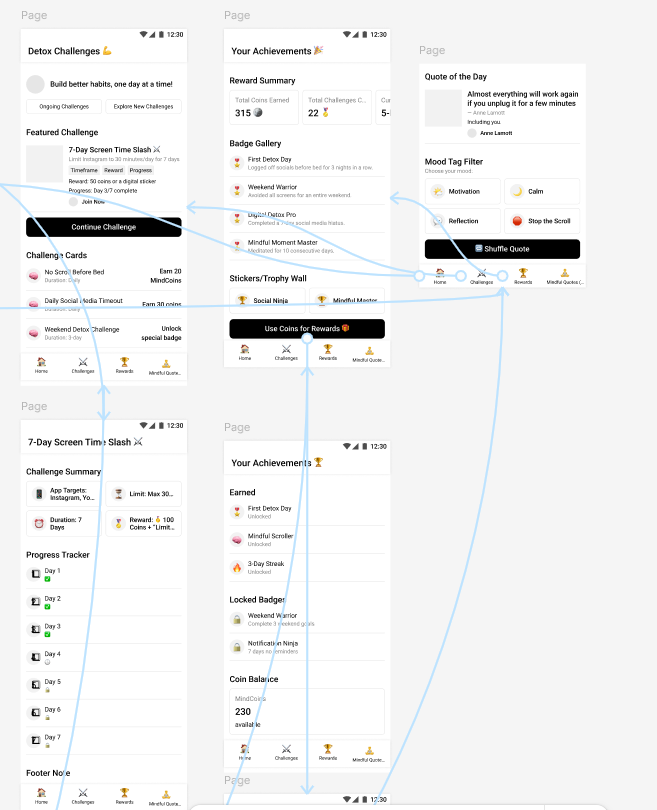 Page
12:30
Detox Challenges 💪
Build better habits, one day at a time!
Ongoing Challenges
Explore New Challenges
Featured Challenge
7-Day Screen Time Slash ⚔
Limit Instagram to 30 minutes/day for 7 days
Timeframe Reward Progress
Reward: 50 coins or a digital sticker
Progress: Day 3/7 complete
Join Now
Continue Challenge
Challenge Cards
No Scroll Before Bed
Duration: Daily
Earn 20
MindCoins
Daily Social Media Timeout
Duration: Daily
Earn 30 coins
Weekend Detox Challenge
Duration: 3-day
Unlock
special badge
Home
Challenges
Rewards
Mindful Quote...
Page
12:30
Your Achievements 🎉
Reward Summary
Total Coins Earned
315
Total Challenges C...
22 🏅
Cur
5-
Badge Gallery
First Detox Day
Logged off socials before bed for 3 nights in a row.
Weekend Warrior
Avoided all screens for an entire weekend.
Digital Detox Pro
Completed a 7-day social media hiatus.
Mindful Moment Master
Meditated for 10 consecutive days.
Stickers/Trophy Wall
🏆 Social Ninja
🏆 Mindful Master
Use Coins for Rewards 🎁
Home
Challenges
Rewards
Mindful Quote...
Page
Quote of the Day
Almost everything will work again
if you unplug it for a few minutes
— Anne Lamott
Including you.
Anne Lamott
Mood Tag Filter
Choose your mood:
Motivation
Calm
Reflection
Stop the Scroll
Shuffle Quote
Home
Challenges
Rewards
Mindful Quotes (...
Page
12:30
7-Day Screen Time Slash ⚔
Challenge Summary
App Targets:
Instagram, Yo...
Limit: Max 30...
Duration: 7
Days
Reward: 🏅 100
Coins + "Limit...
Progress Tracker
Day 1
Day 2
Day 3
Day 4
Day 5
Day 6
Day 7
Footer Note
Home
Challenges
Rewards
Mindful Quote...
Page
12:30
Your Achievements 🏆
Earned
First Detox Day
Unlocked
Mindful Scroller
Unlocked
3-Day Streak
Unlocked
Locked Badges
Weekend Warrior
Complete 3 weekend goals.
Notification Ninja
7 days no reminders
Coin Balance
MindCoins
230
available
Home
Challenges
Rewards
Mindful Quote...
Page
12:30